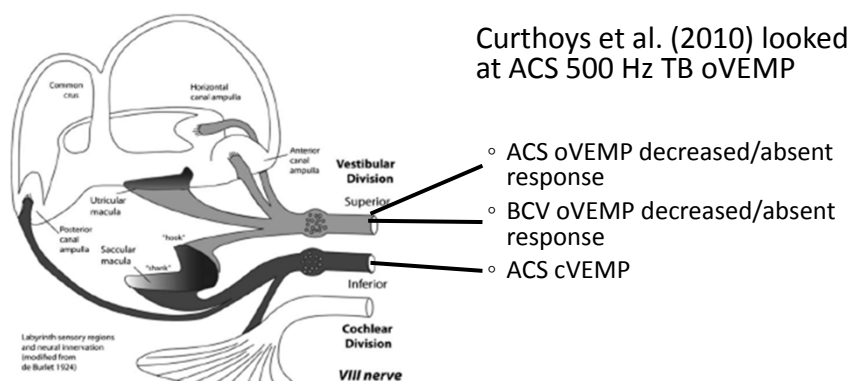 Curthoys et al. (2010) looked
at ACS 500 Hz TB oVEMP
Common
crus
Horizontal
canal ampulla
Anterior
canal
ampulla
Vestibular
Division
Superior
Utricular
macula
Posterior
canal
ampulla
"hook"
Saccular
macula
"shank"
Inferior
Cochlear
Division
Labyrinth sensory regions
and neural innervation
(modified from
de Burlet 1924)
VIII nerve
◦ ACS oVEMP decreased/absent
response
◦ BCV oVEMP decreased/absent
response
◦ ACS cVEMP